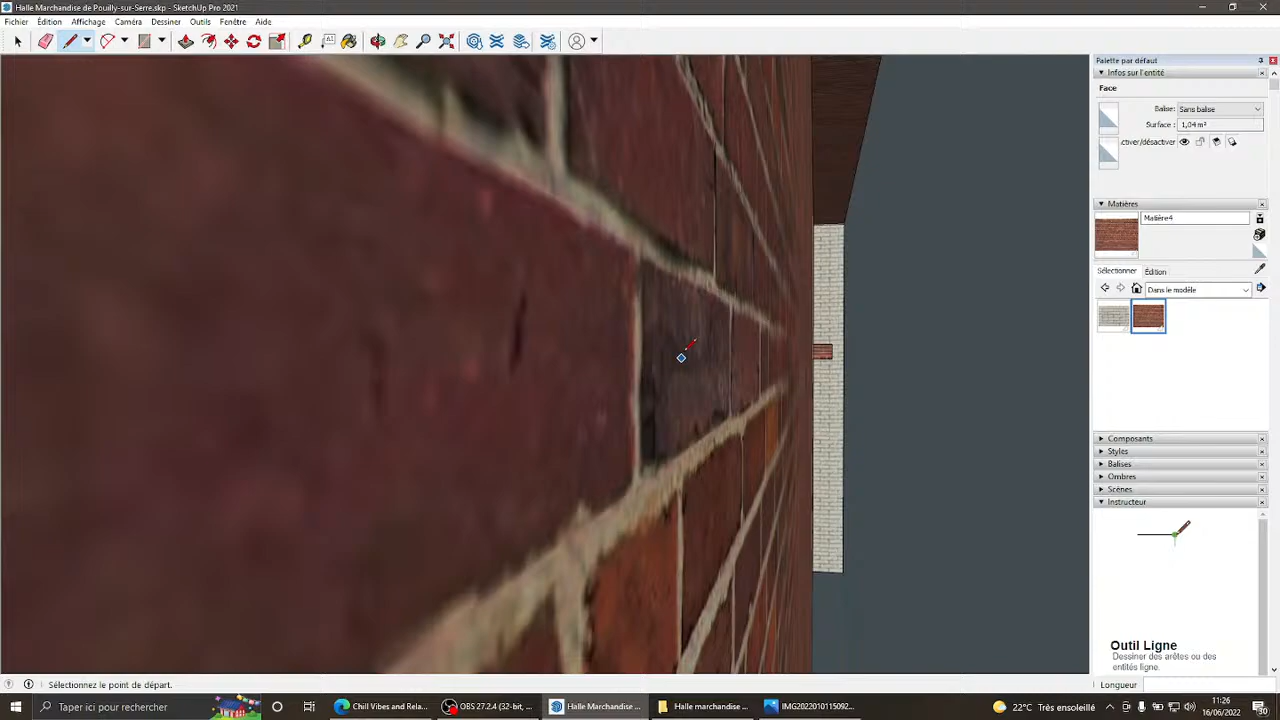 Halle Marchandise de Pouilly-sur-Serre.skp - SketchUp Pro 2021
Fichier Édition Affichage Caméra Dessiner Outils Fenêtre Aide
Palette par défaut
Infos sur l'entité
Face
Balise: Sans balise
Surface : 1,04 m²
ctiver/désactiver
Matières
Matière4
Sélectionner Édition
Dans le modèle
Composants
Styles
Balises
Ombres
Scènes
Instructeur
Outil Ligne
Dessiner des arêtes ou des
entités ligne.
Sélectionnez le point de départ.
Longueur
Taper ici pour rechercher
Chill Vibes and Rela...
OBS 27.2.4 (32-bit, ...
Halle Marchandise ...
Halle marchandise ...
IMG2022010115092...
22°C Très ensoleillé
11:26
16/06/2022